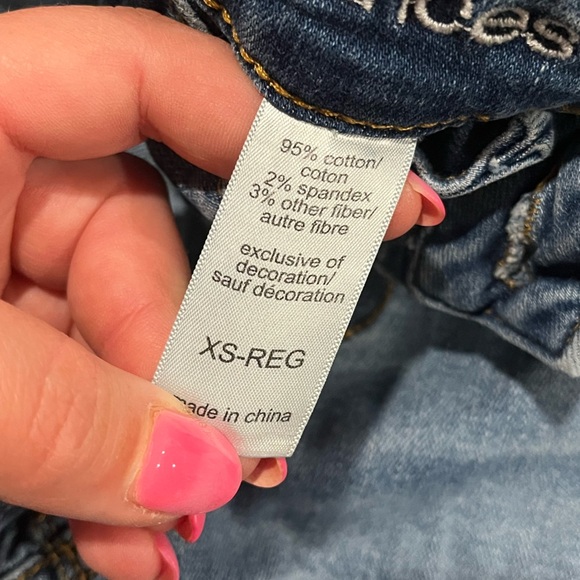 95% cotton/
coton
2% spandex
3% other fiber/
autre fibre
exclusive of
decoration/
sauf décoration
XS-REG
made in china